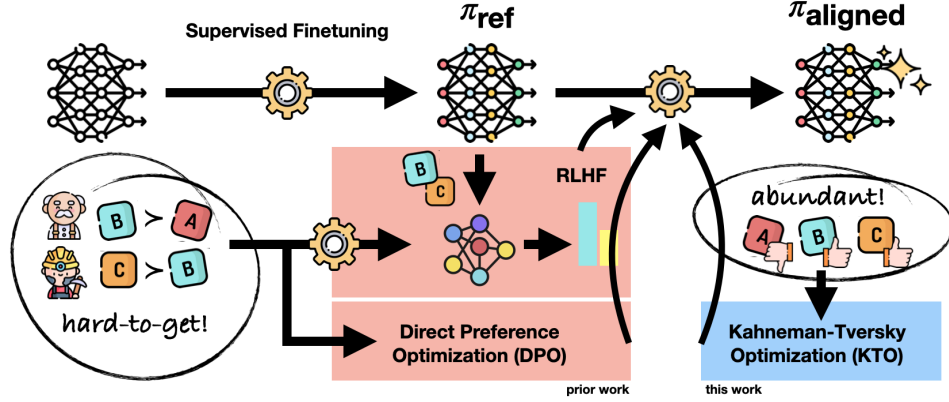 Supervised Finetuning
πref
πaligned
B
C
RLHF
B ≻ A
C ≻ B
hard-to-get!
abundant!
A
B
C
Direct Preference
Optimization (DPO)
Kahneman-Tversky
Optimization (KTO)
prior work
this work